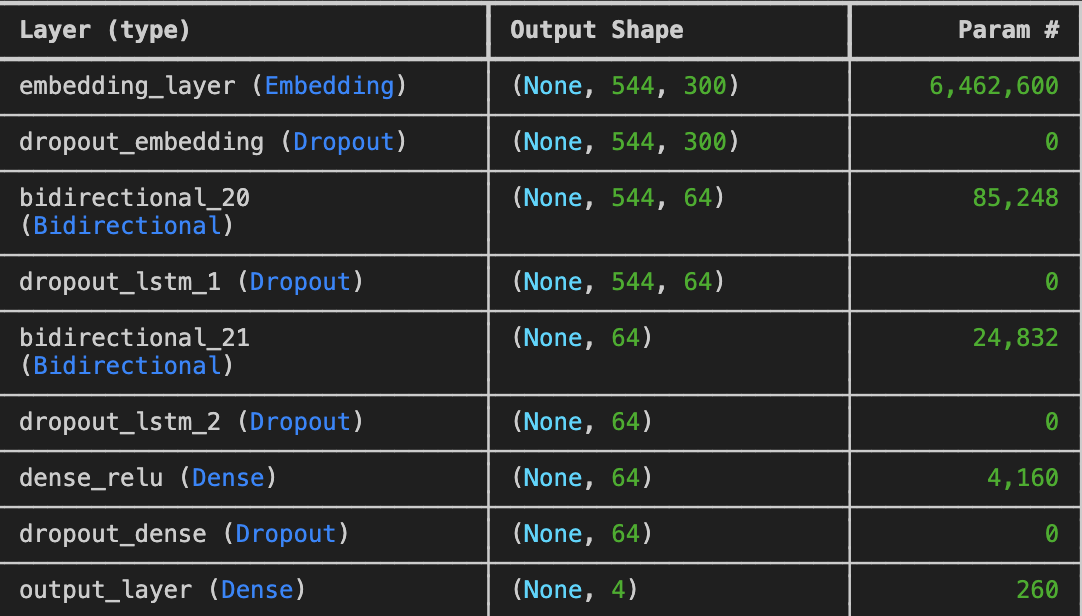 Layer (type) Output Shape Param #
embedding_layer (Embedding) (None, 544, 300) 6,462,600
dropout_embedding (Dropout) (None, 544, 300) 0
bidirectional_20 (None, 544, 64) 85,248
(Bidirectional)
dropout_lstm_1 (Dropout) (None, 544, 64) 0
bidirectional_21 (None, 64) 24,832
(Bidirectional)
dropout_lstm_2 (Dropout) (None, 64) 0
dense_relu (Dense) (None, 64) 4,160
dropout_dense (Dropout) (None, 64) 0
output_layer (Dense) (None, 4) 260